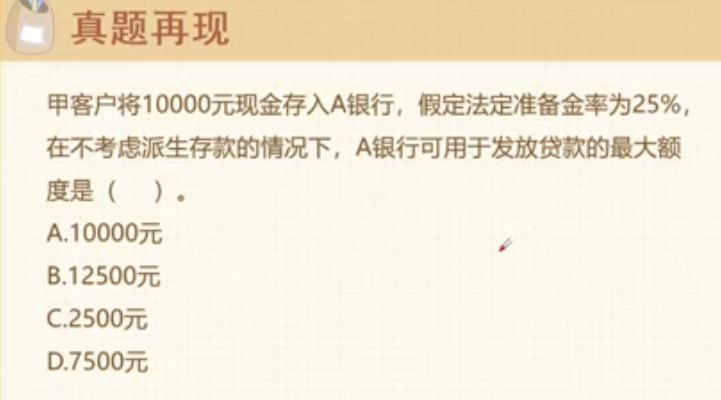 真题再现
甲客户将10000元现金存入A银行，假定法定准备金率为25%，
在不考虑派生存款的情况下，A银行可用于发放贷款的最大额
度是（　　）。
A.10000元
B.12500元
C.2500元
D.7500元